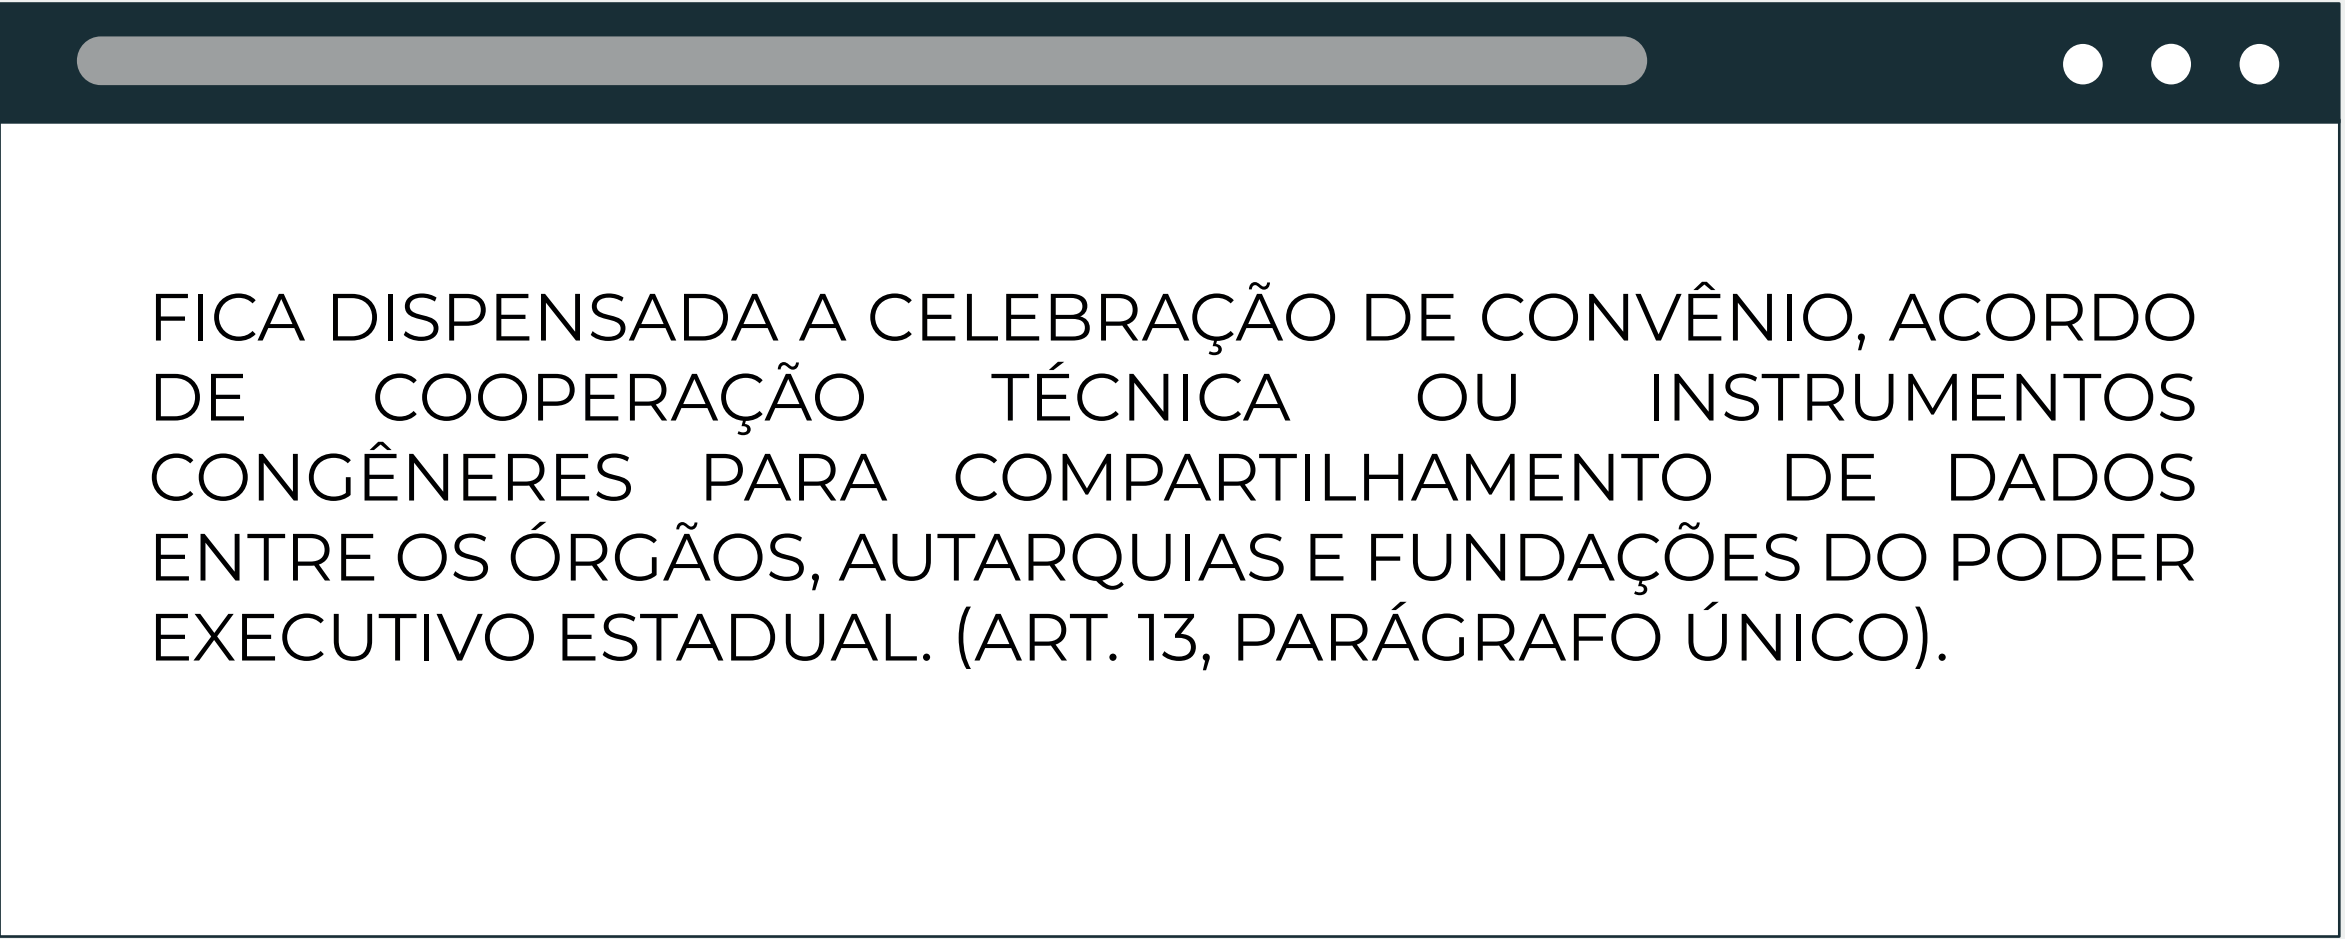 FICA DISPENSADA A CELEBRAÇÃO DE CONVÊNIO, ACORDO
DE COOPERAÇÃO TÉCNICA OU INSTRUMENTOS
CONGÊNERES PARA COMPARTILHAMENTO DE DADOS
ENTRE OS ÓRGÃOS, AUTARQUIAS E FUNDAÇÕES DO PODER
EXECUTIVO ESTADUAL. (ART. 13, PARÁGRAFO ÚNICO).